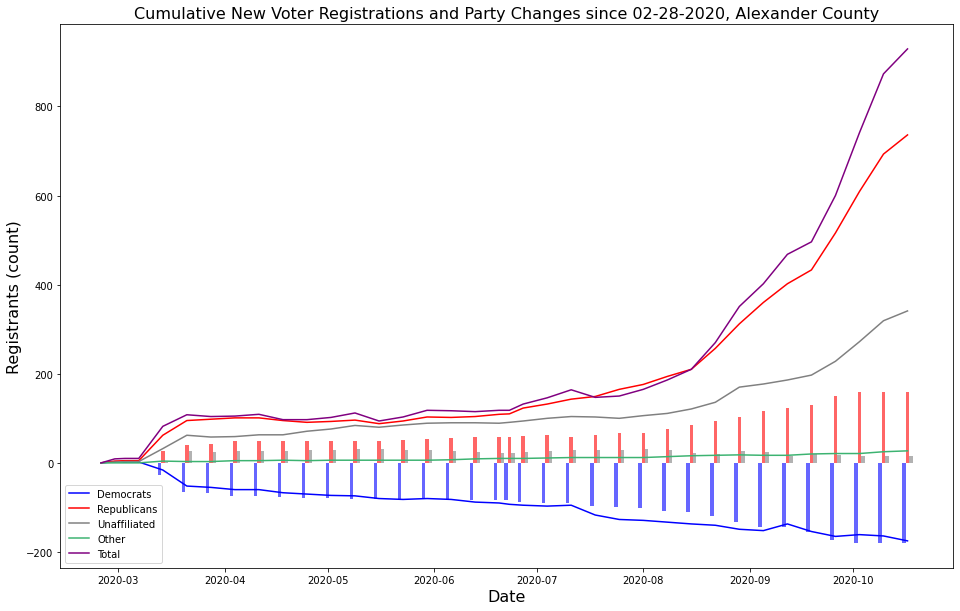 Cumulative New Voter Registrations and Party Changes since 02-28-2020, Alexander County
Registrants (count)
800
600
400
200
0
−200
Democrats
Republicans
Unaffiliated
Other
Total
2020-03 2020-04 2020-05 2020-06 2020-07 2020-08 2020-09 2020-10
Date